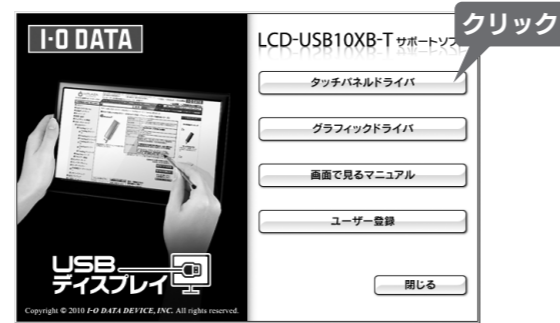 I-O DATA
LCD-USB10XB-T サポートソフ
クリック
タッチパネルドライバ
グラフィックドライバ
画面で見るマニュアル
ユーザー登録
USB
ディスプレイ
閉じる
Copyright © 2010 I-O DATA DEVICE, INC. All rights reserved.